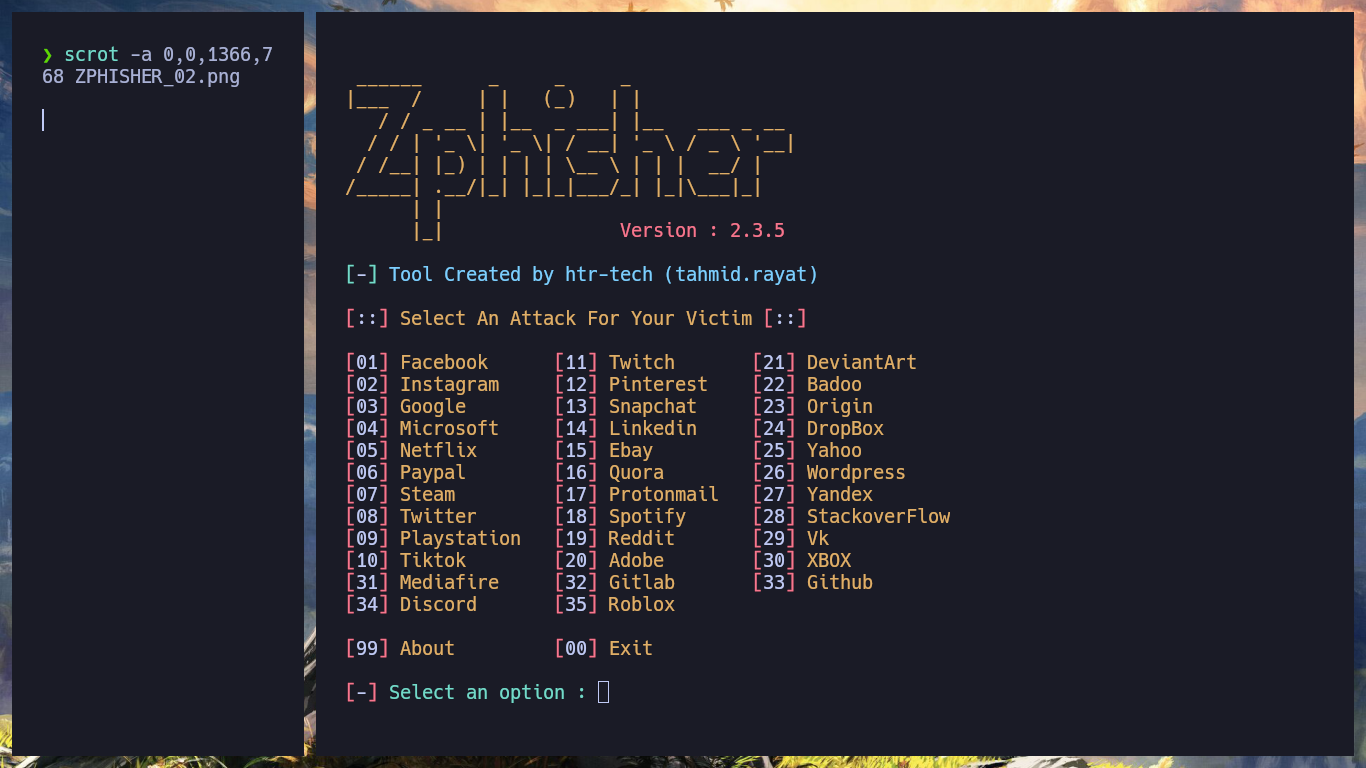 ❯ scrot -a 0,0,1366,7
68 ZPHISHER_02.png
Zphisher
Version : 2.3.5
[-] Tool Created by htr-tech (tahmid.rayat)
[::] Select An Attack For Your Victim [::]
[01] Facebook [11] Twitch [21] DeviantArt
[02] Instagram [12] Pinterest [22] Badoo
[03] Google [13] Snapchat [23] Origin
[04] Microsoft [14] Linkedin [24] DropBox
[05] Netflix [15] Ebay [25] Yahoo
[06] Paypal [16] Quora [26] Wordpress
[07] Steam [17] Protonmail [27] Yandex
[08] Twitter [18] Spotify [28] StackoverFlow
[09] Playstation [19] Reddit [29] Vk
[10] Tiktok [20] Adobe [30] XBOX
[31] Mediafire [32] Gitlab [33] Github
[34] Discord [35] Roblox
[99] About [00] Exit
[-] Select an option :